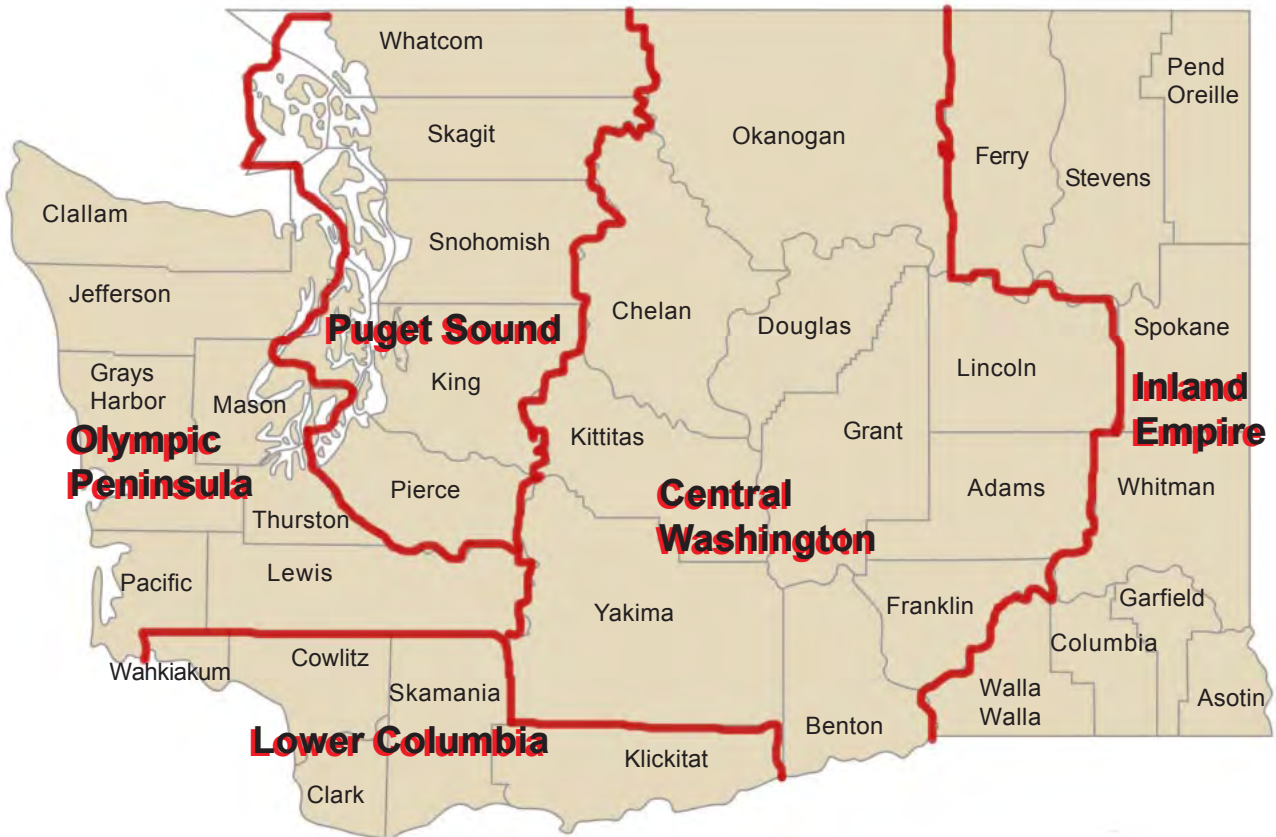 Whatcom
Pend
Oreille
Skagit
Okanogan
Ferry
Stevens
Clallam
Snohomish
Jefferson
Chelan
Douglas
Puget Sound
Spokane
Grays
Harbor
Mason
King
Lincoln
Inland
Empire
Olympic
Peninsula
Kittitas
Grant
Pierce
Central
Washington
Adams
Whitman
Thurston
Pacific
Lewis
Yakima
Franklin
Garfield
Columbia
Wahkiakum
Cowlitz
Skamania
Walla
Walla
Asotin
Benton
Lower Columbia
Klickitat
Clark